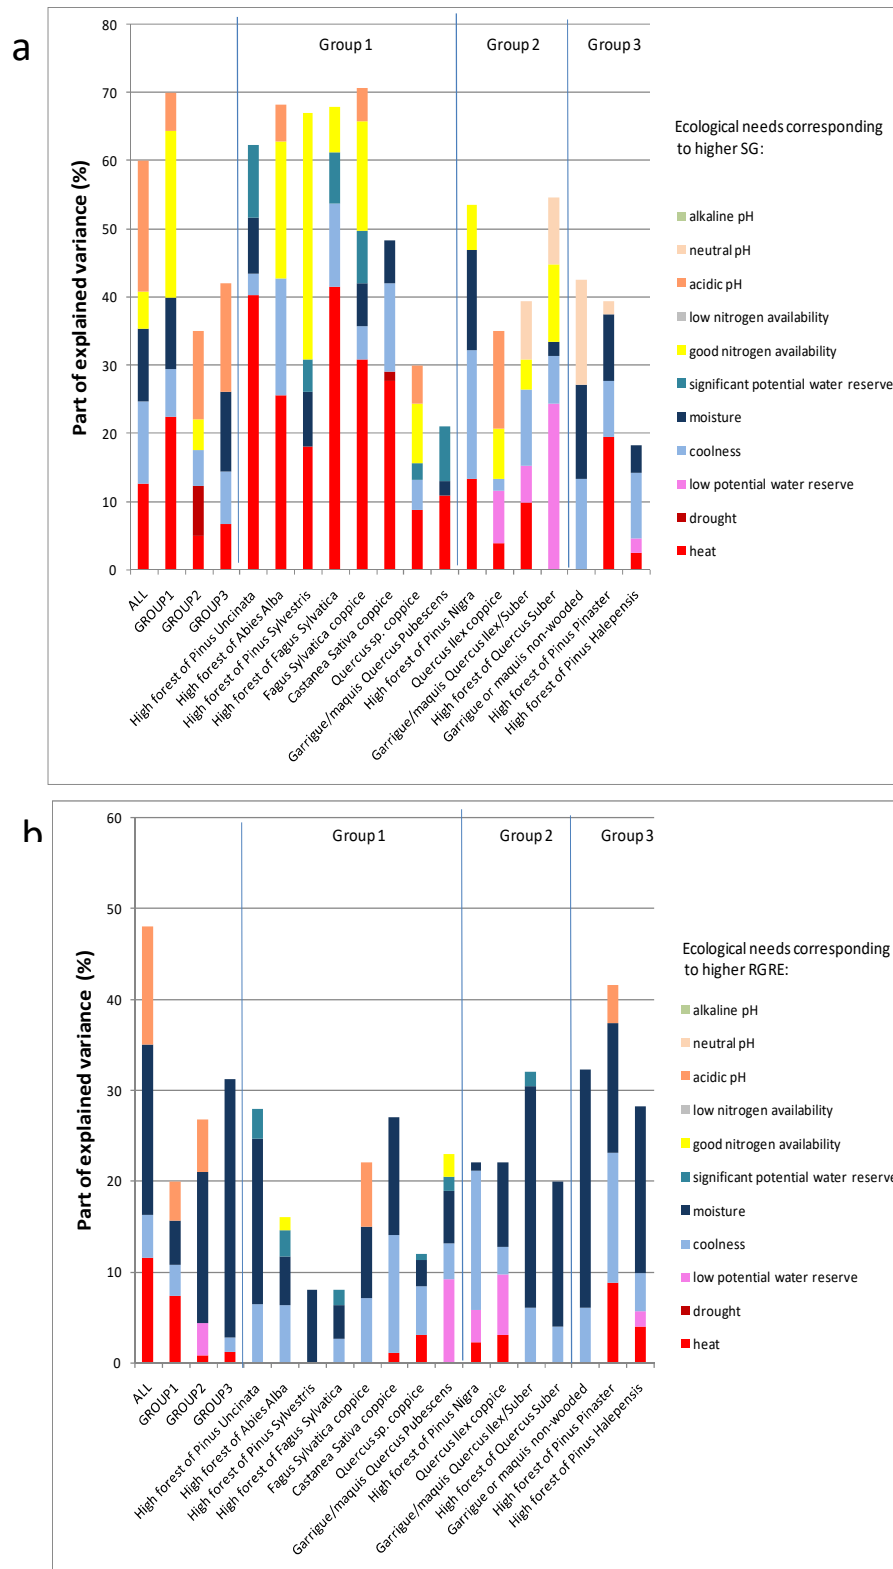 a
80
70
60
50
40
30
20
10
0
Part of explained variance (%)
Group 1
Group 2
Group 3
Ecological needs corresponding
to higher SG:
alkaline pH
neutral pH
acidic pH
low nitrogen availability
good nitrogen availability
significant potential water reserve
moisture
coolness
low potential water reserve
drought
heat
ALL
GROUP1
GROUP2
GROUP3
High forest of Pinus Uncinata
High forest of Abies Alba
High forest of Pinus Sylvestris
High forest of Fagus Sylvatica
Fagus Sylvatica coppice
Castanea Sativa coppice
Quercus sp. coppice
Garrigue/maquis Quercus Pubescens
High forest of Pinus Nigra
Quercus Ilex coppice
Garrigue/maquis Quercus Ilex/Suber
High forest of Quercus Suber
Garrigue or maquis non-wooded
High forest of Pinus Pinaster
High forest of Pinus Halepensis
b
60
50
40
30
20
10
0
Part of explained variance (%)
Group 1
Group 2
Group 3
Ecological needs corresponding
to higher RGRE:
alkaline pH
neutral pH
acidic pH
low nitrogen availability
good nitrogen availability
significant potential water reserve
moisture
coolness
low potential water reserve
drought
heat
ALL
GROUP1
GROUP2
GROUP3
High forest of Pinus Uncinata
High forest of Abies Alba
High forest of Pinus Sylvestris
High forest of Fagus Sylvatica
Fagus Sylvatica coppice
Castanea Sativa coppice
Quercus sp. coppice
Garrigue/maquis Quercus Pubescens
High forest of Pinus Nigra
Quercus Ilex coppice
Garrigue/maquis Quercus Ilex/Suber
High forest of Quercus Suber
Garrigue or maquis non-wooded
High forest of Pinus Pinaster
High forest of Pinus Halepensis